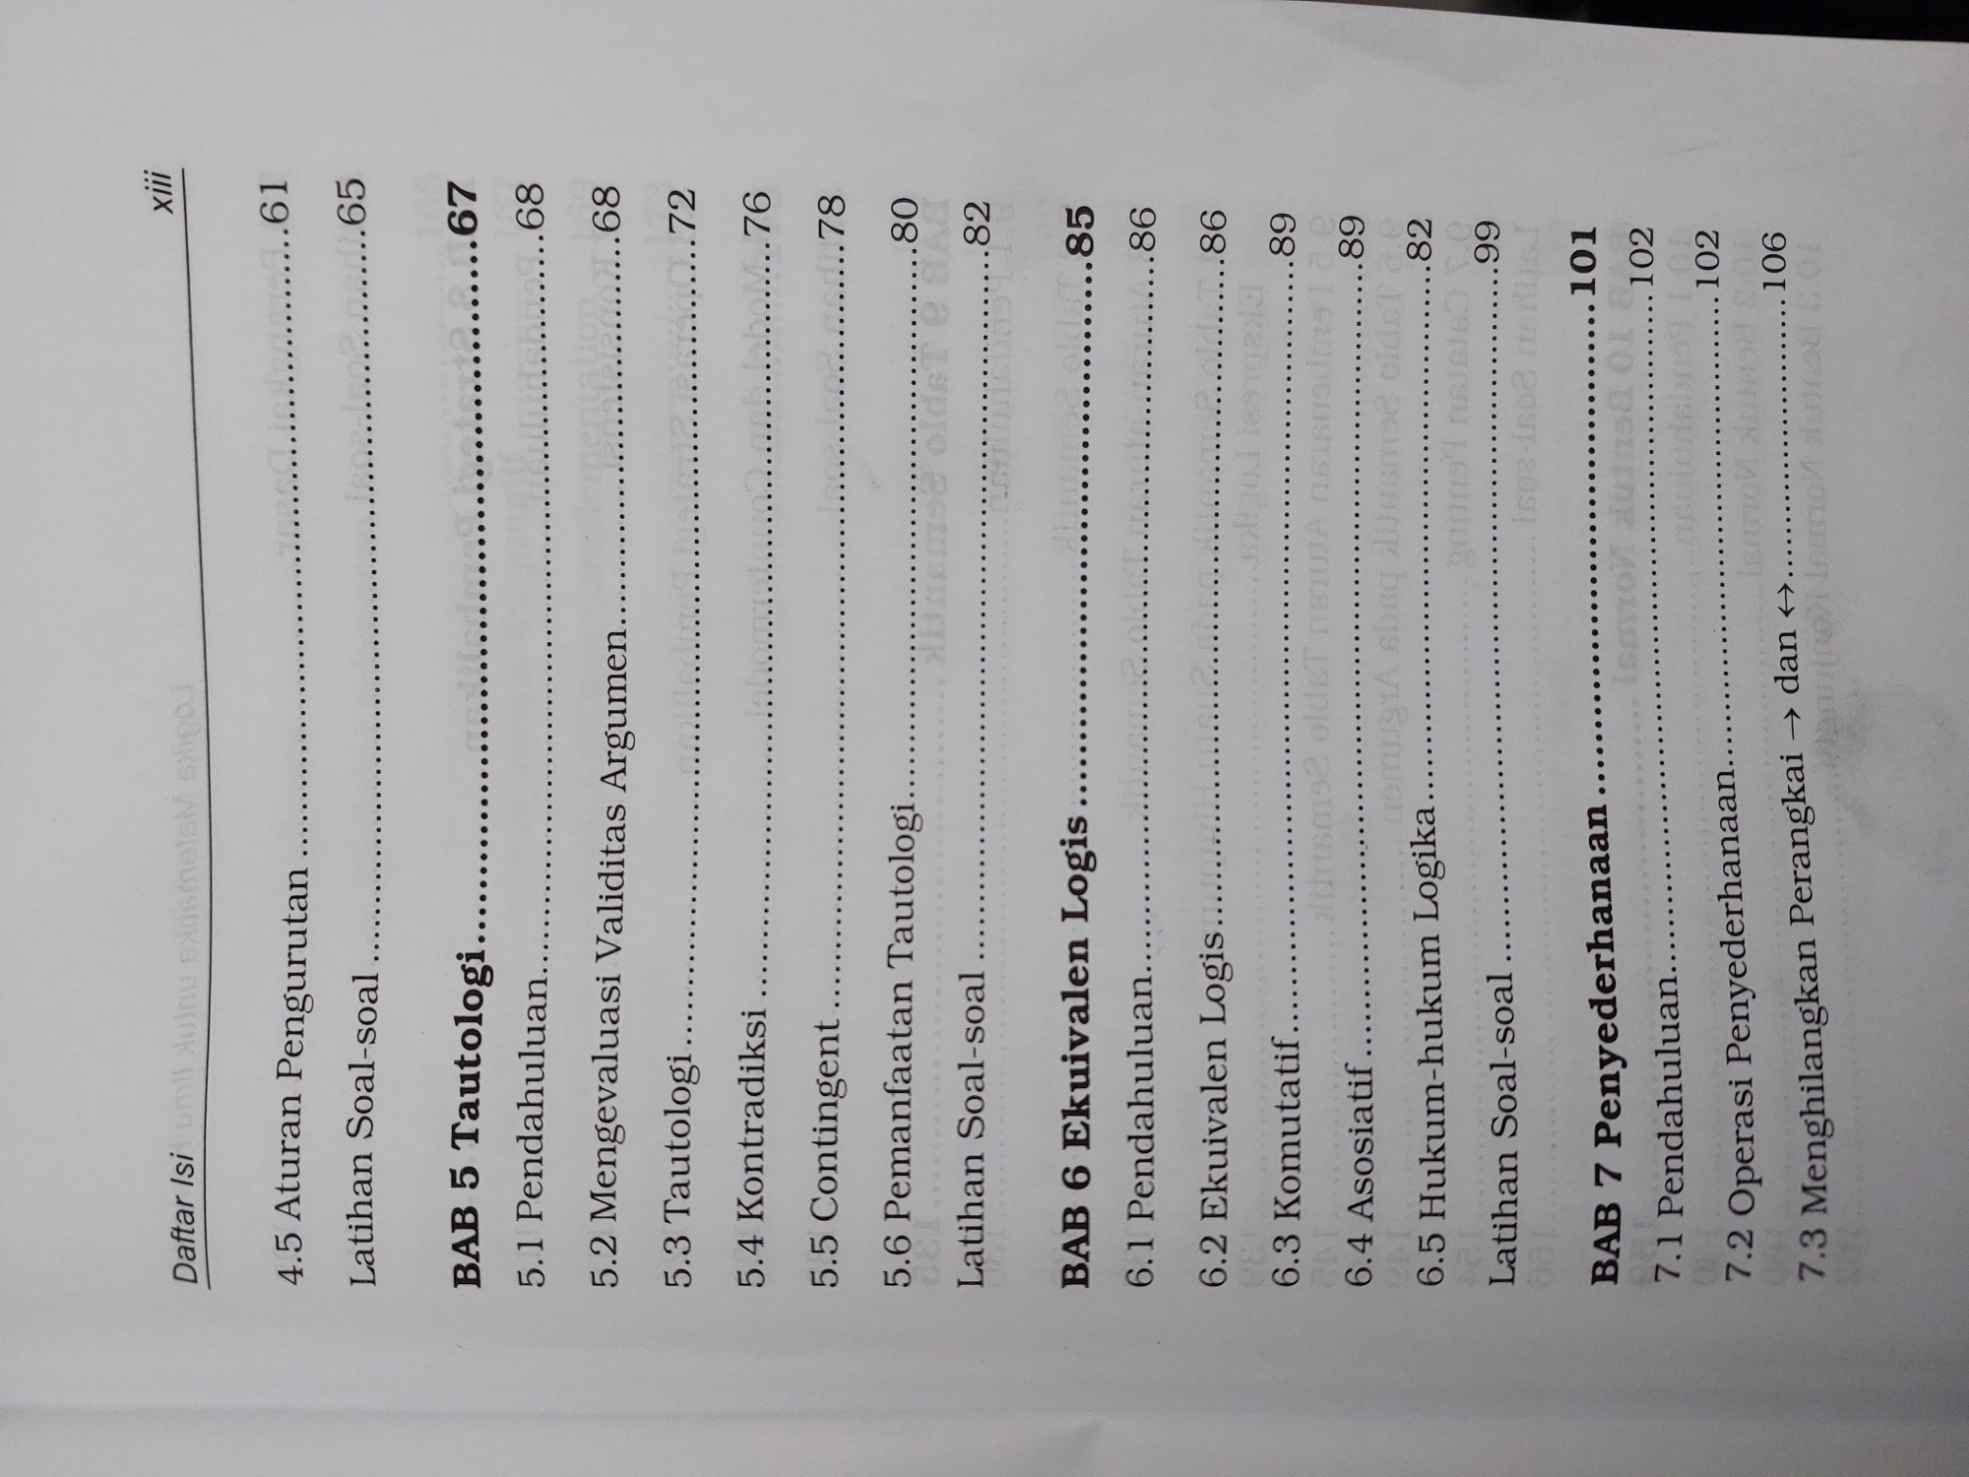 Daftar Isi xiii
4.5 Aturan Pengurutan ........................................................61
Latihan Soal-soal ..................................................................65
BAB 5 Tautologi....................................................67
5.1 Pendahuluan..................................................................68
5.2 Mengevaluasi Validitas Argumen..................................68
5.3 Tautologi.........................................................................72
5.4 Kontradiksi ....................................................................76
5.5 Contingent .....................................................................78
5.6 Pemanfaatan Tautologi..................................................80
Latihan Soal-soal .................................................................82
BAB 6 Ekuivalen Logis.........................................85
6.1 Pendahuluan..................................................................86
6.2 Ekuivalen Logis..............................................................86
6.3 Komutatif........................................................................89
6.4 Asosiatif..........................................................................89
6.5 Hukum-hukum Logika..................................................82
Latihan Soal-soal .................................................................99
BAB 7 Penyederhanaan.....................................101
7.1 Pendahuluan................................................................102
7.2 Operasi Penyederhanaan.............................................102
7.3 Menghilangkan Perangkai → dan ↔...........................106